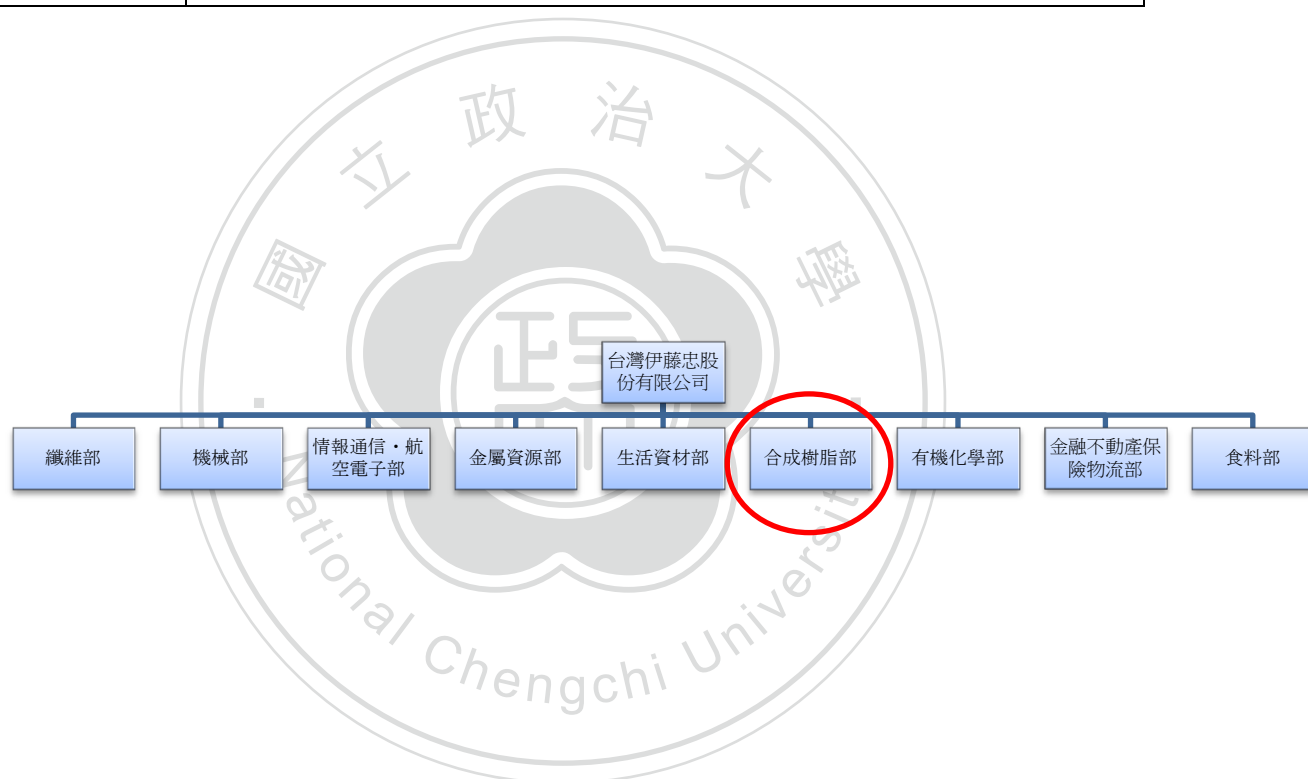 國立政治大學
台灣伊藤忠股
份有限公司
纖維部
機械部
情報通信・航
空電子部
金屬資源部
生活資材部
合成樹脂部
有機化學部
金融不動產保
險物流部
食料部
National Chengchi University